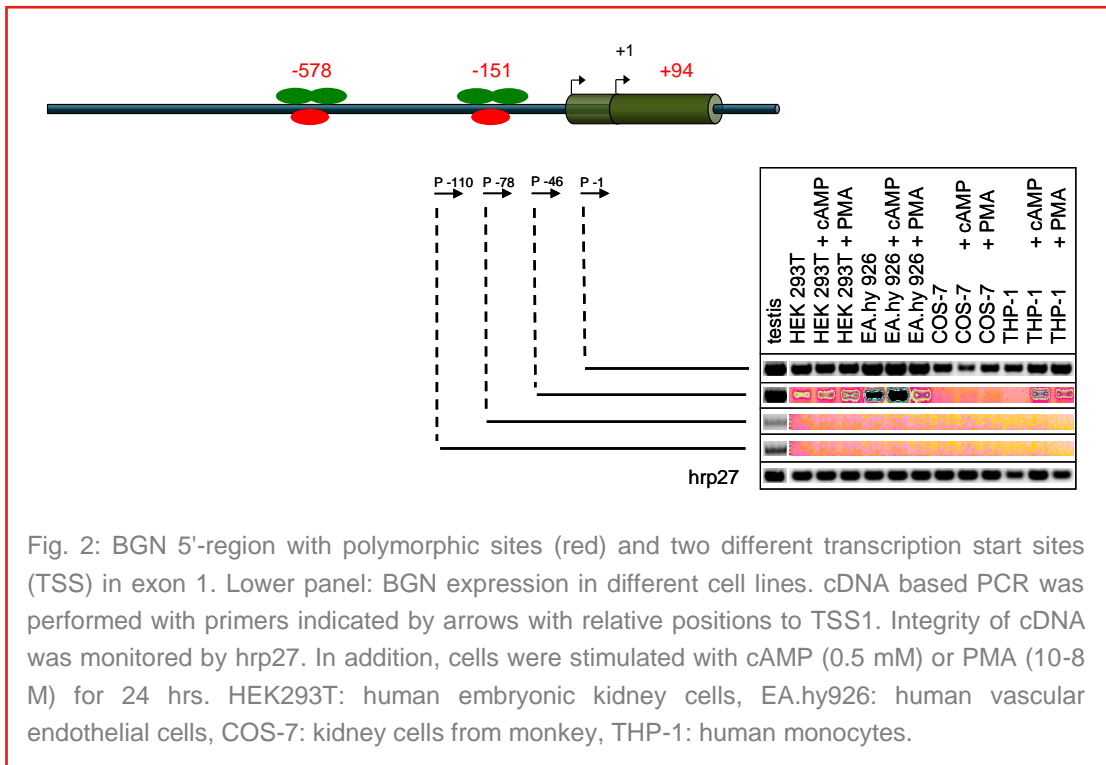 +1
-578
-151
+94
P -110
P -78
P -46
P -1
testis
HEK 293T
HEK 293T + cAMP
HEK 293T + PMA
EA.hy 926
EA.hy 926 + cAMP
EA.hy 926 + PMA
COS-7
COS-7 + cAMP
COS-7 + PMA
THP-1
THP-1 + cAMP
THP-1 + PMA
hrp27
Fig. 2: BGN 5'-region with polymorphic sites (red) and two different transcription start sites
(TSS) in exon 1. Lower panel: BGN expression in different cell lines. cDNA based PCR was
performed with primers indicated by arrows with relative positions to TSS1. Integrity of cDNA
was monitored by hrp27. In addition, cells were stimulated with cAMP (0.5 mM) or PMA (10-8
M) for 24 hrs. HEK293T: human embryonic kidney cells, EA.hy926: human vascular
endothelial cells, COS-7: kidney cells from monkey, THP-1: human monocytes.